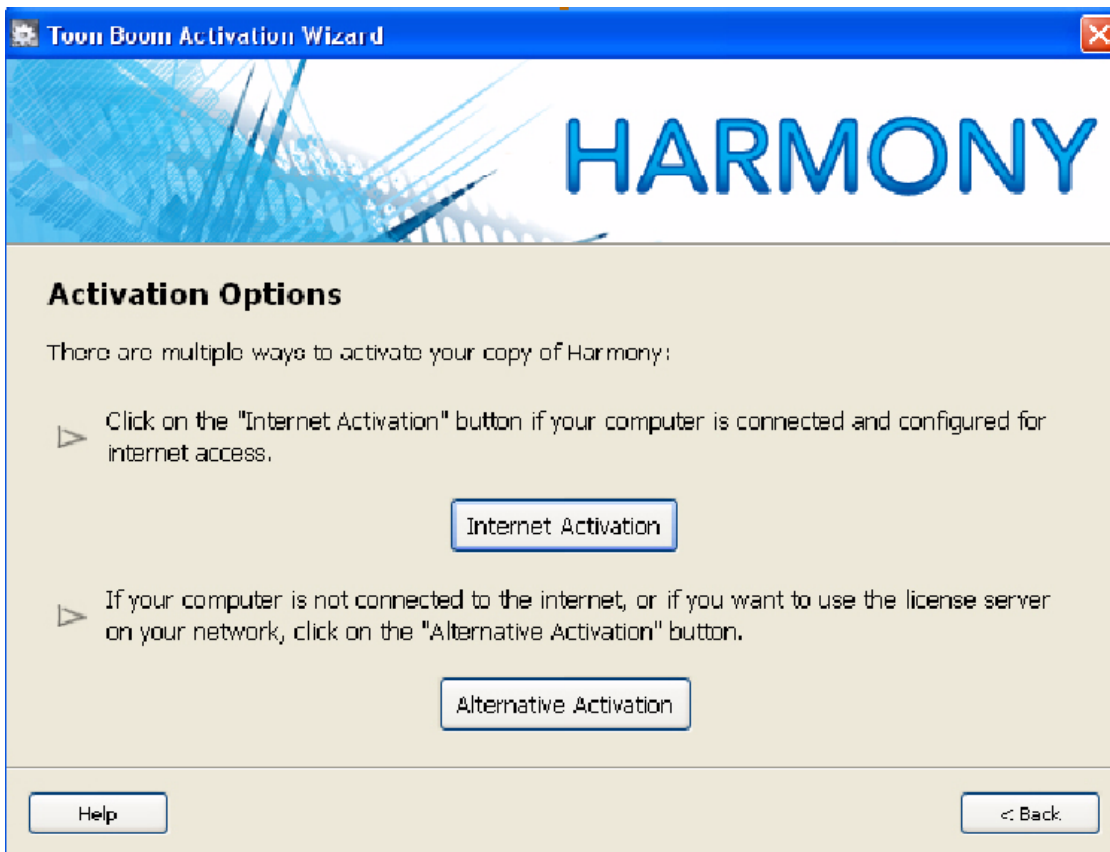 Toon Boom Activation Wizard
HARMONY
Activation Options
There are multiple ways to activate your copy of Harmony:
Click on the "Internet Activation" button if your computer is connected and configured for
internet access.
Internet Activation
If your computer is not connected to the internet, or if you want to use the license server
on your network, click on the "Alternative Activation" button.
Alternative Activation
Help
< Back